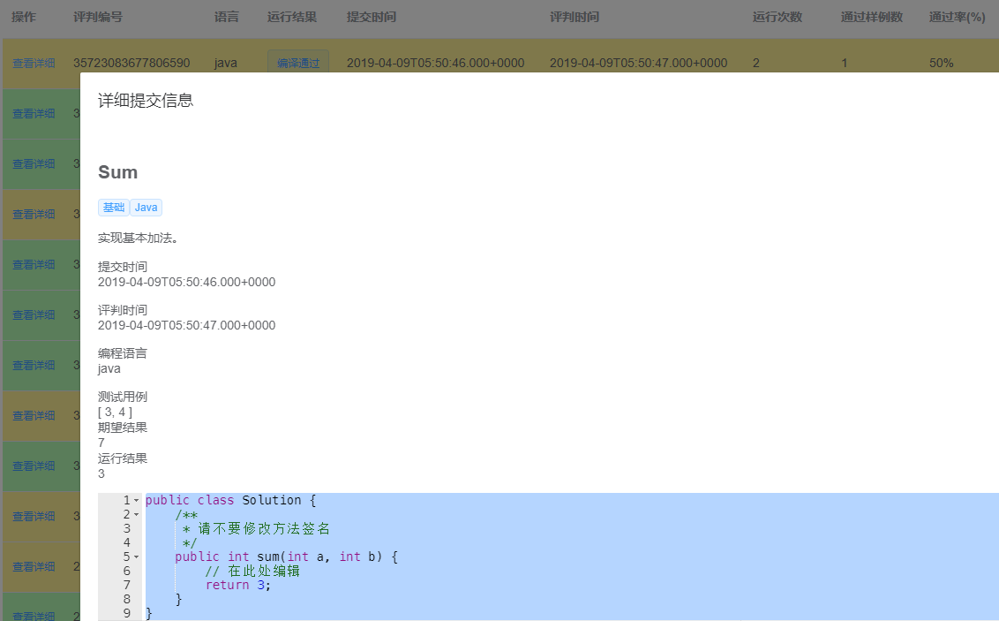 操作 评判编号 语言 运行结果 提交时间 评判时间 运行次数 通过样例数 通过率(%)
查看详细 35723083677806590 java 编译通过 2019-04-09T05:50:46.000+0000 2019-04-09T05:50:47.000+0000 2 1 50%
详细提交信息
查看详细 3
Sum
查看详细 3
基础 Java
查看详细 3
实现基本加法。
提交时间
查看详细 3
2019-04-09T05:50:46.000+0000
评判时间
查看详细 3
2019-04-09T05:50:47.000+0000
编程语言
查看详细 3
java
测试用例
[ 3, 4 ]
查看详细 3
期望结果
7
运行结果
查看详细 3
3
1 public class Solution {
2 /**
查看详细 3
3 * 请不要修改方法签名
4 */
5 public int sum(int a, int b) {
查看详细 2
6 // 在此处编辑
7 return 3;
8 }
9 }
查看详细 2